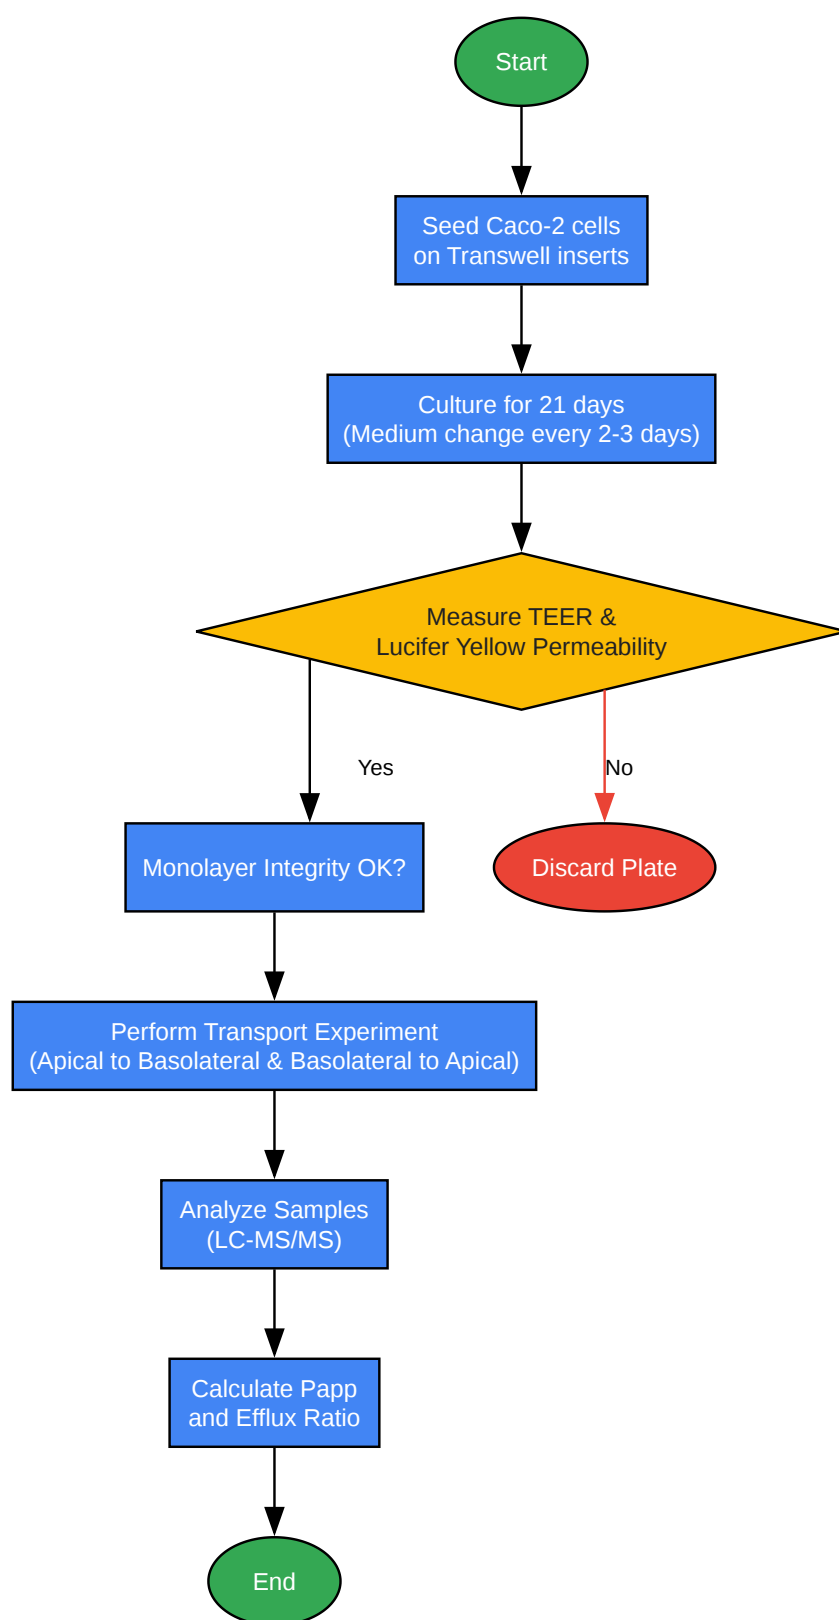 Start
Seed Caco-2 cells
on Transwell inserts
Culture for 21 days
(Medium change every 2-3 days)
Measure TEER &
Lucifer Yellow Permeability
Yes
No
Monolayer Integrity OK?
Discard Plate
Perform Transport Experiment
(Apical to Basolateral & Basolateral to Apical)
Analyze Samples
(LC-MS/MS)
Calculate Papp
and Efflux Ratio
End